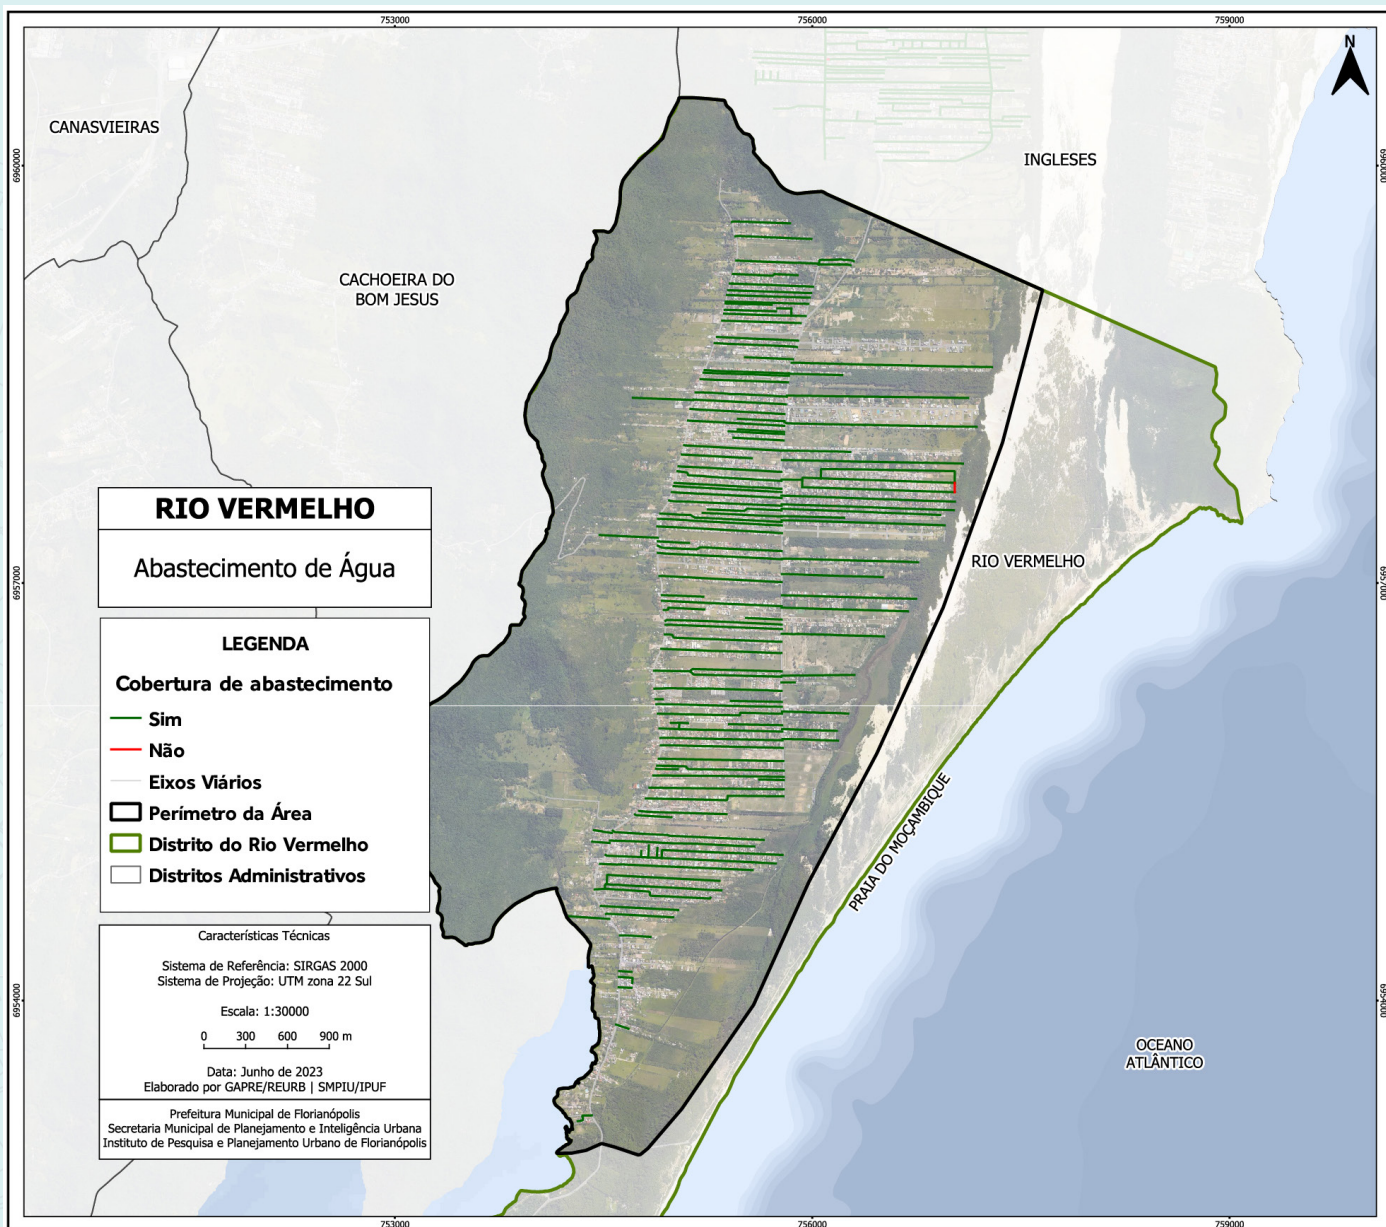 753000
756000
759000
N
CANASVIEIRAS
INGLESES
6960000
6960000
CACHOEIRA DO
BOM JESUS
RIO VERMELHO
Abastecimento de Água
RIO VERMELHO
6957000
6957000
LEGENDA
Cobertura de abastecimento
Sim
Não
Eixos Viários
Perímetro da Área
Distrito do Rio Vermelho
Distritos Administrativos
PRAIA DO MOÇAMBIQUE
Características Técnicas
Sistema de Referência: SIRGAS 2000
Sistema de Projeção: UTM zona 22 Sul
Escala: 1:30000
0 300 600 900 m
Data: Junho de 2023
Elaborado por GAPRE/REURB | SMPIU/IPUF
Prefeitura Municipal de Florianópolis
Secretaria Municipal de Planejamento e Inteligência Urbana
Instituto de Pesquisa e Planejamento Urbano de Florianópolis
6954000
6954000
OCEANO
ATLÂNTICO
753000
756000
759000